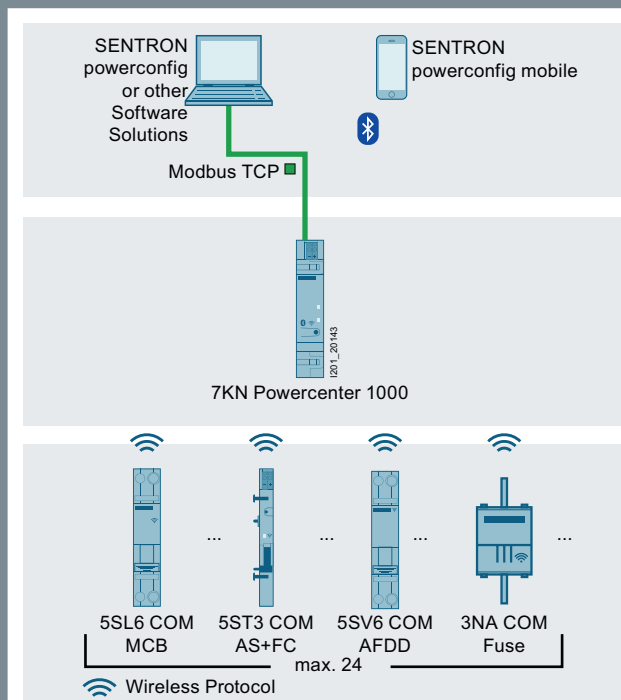 SENTRON
powerconfig
or other
Software
Solutions
SENTRON
powerconfig mobile
Modbus TCP
I201_20143
7KN Powercenter 1000
... ... ... ...
5SL6 COM
MCB
5ST3 COM
AS+FC
5SV6 COM
AFDD
3NA COM
Fuse
max. 24
Wireless Protocol